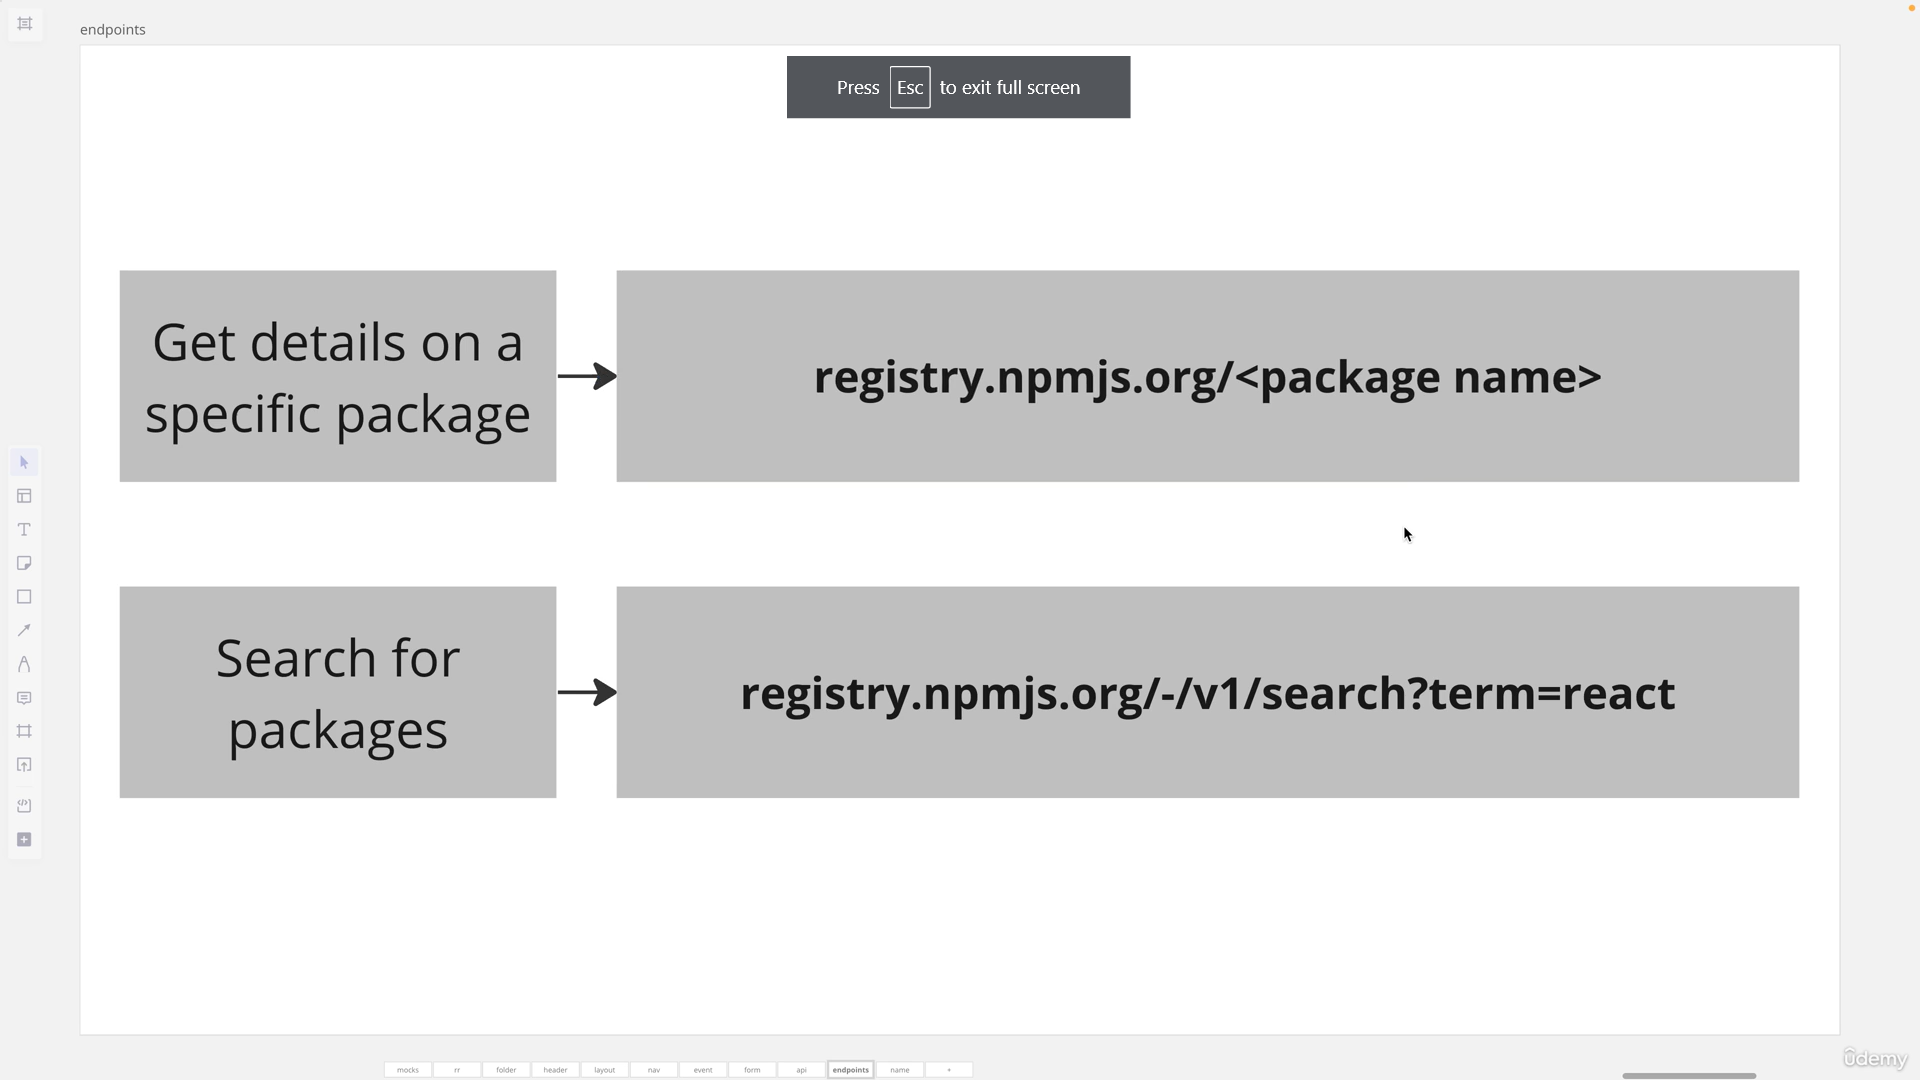 endpoints
Press Esc to exit full screen
Get details on a
specific package
registry.npmjs.org/<package name>
Search for
packages
registry.npmjs.org/-/v1/search?term=react
mocks rr folder header layout nav event form api endpoints name +
ûdemy